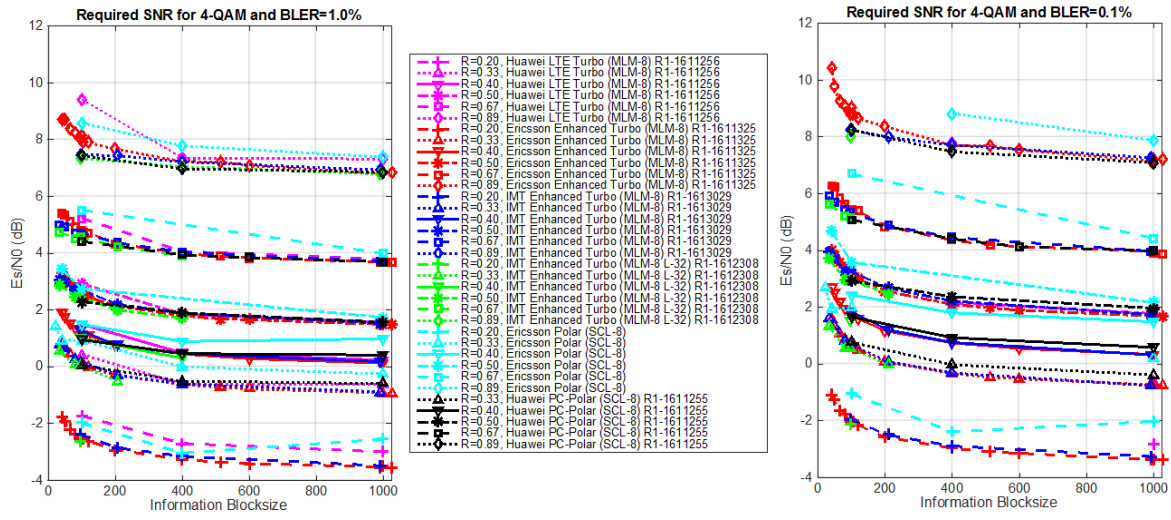 Required SNR for 4-QAM and BLER=1.0%
12
10
8
6
4
2
0
-2
-4
Es/N0 (dB)
0
200
400
600
800
1000
Information Blocksize
R=0.20, Huawei LTE Turbo (MLM-8) R1-1611256
R=0.33, Huawei LTE Turbo (MLM-8) R1-1611256
R=0.40, Huawei LTE Turbo (MLM-8) R1-1611256
R=0.50, Huawei LTE Turbo (MLM-8) R1-1611256
R=0.67, Huawei LTE Turbo (MLM-8) R1-1611256
R=0.89, Huawei LTE Turbo (MLM-8) R1-1611256
R=0.20, Ericsson Enhanced Turbo (MLM-8) R1-1611325
R=0.33, Ericsson Enhanced Turbo (MLM-8) R1-1611325
R=0.40, Ericsson Enhanced Turbo (MLM-8) R1-1611325
R=0.50, Ericsson Enhanced Turbo (MLM-8) R1-1611325
R=0.67, Ericsson Enhanced Turbo (MLM-8) R1-1611325
R=0.89, Ericsson Enhanced Turbo (MLM-8) R1-1611325
R=0.20, IMT Enhanced Turbo (MLM-8) R1-1613029
R=0.33, IMT Enhanced Turbo (MLM-8) R1-1613029
R=0.40, IMT Enhanced Turbo (MLM-8) R1-1613029
R=0.50, IMT Enhanced Turbo (MLM-8) R1-1613029
R=0.67, IMT Enhanced Turbo (MLM-8) R1-1613029
R=0.89, IMT Enhanced Turbo (MLM-8) R1-1613029
R=0.20, IMT Enhanced Turbo (MLM-8 L-32) R1-1612308
R=0.33, IMT Enhanced Turbo (MLM-8 L-32) R1-1612308
R=0.40, IMT Enhanced Turbo (MLM-8 L-32) R1-1612308
R=0.50, IMT Enhanced Turbo (MLM-8 L-32) R1-1612308
R=0.67, IMT Enhanced Turbo (MLM-8 L-32) R1-1612308
R=0.89, IMT Enhanced Turbo (MLM-8 L-32) R1-1612308
R=0.20, Ericsson Polar (SCL-8)
R=0.33, Ericsson Polar (SCL-8)
R=0.40, Ericsson Polar (SCL-8)
R=0.50, Ericsson Polar (SCL-8)
R=0.67, Ericsson Polar (SCL-8)
R=0.89, Ericsson Polar (SCL-8)
R=0.33, Huawei PC-Polar (SCL-8) R1-1611255
R=0.40, Huawei PC-Polar (SCL-8) R1-1611255
R=0.50, Huawei PC-Polar (SCL-8) R1-1611255
R=0.67, Huawei PC-Polar (SCL-8) R1-1611255
R=0.89, Huawei PC-Polar (SCL-8) R1-1611255
Required SNR for 4-QAM and BLER=0.1%
12
10
8
6
4
2
0
-2
-4
Es/N0 (dB)
0
200
400
600
800
1000
Information Blocksize